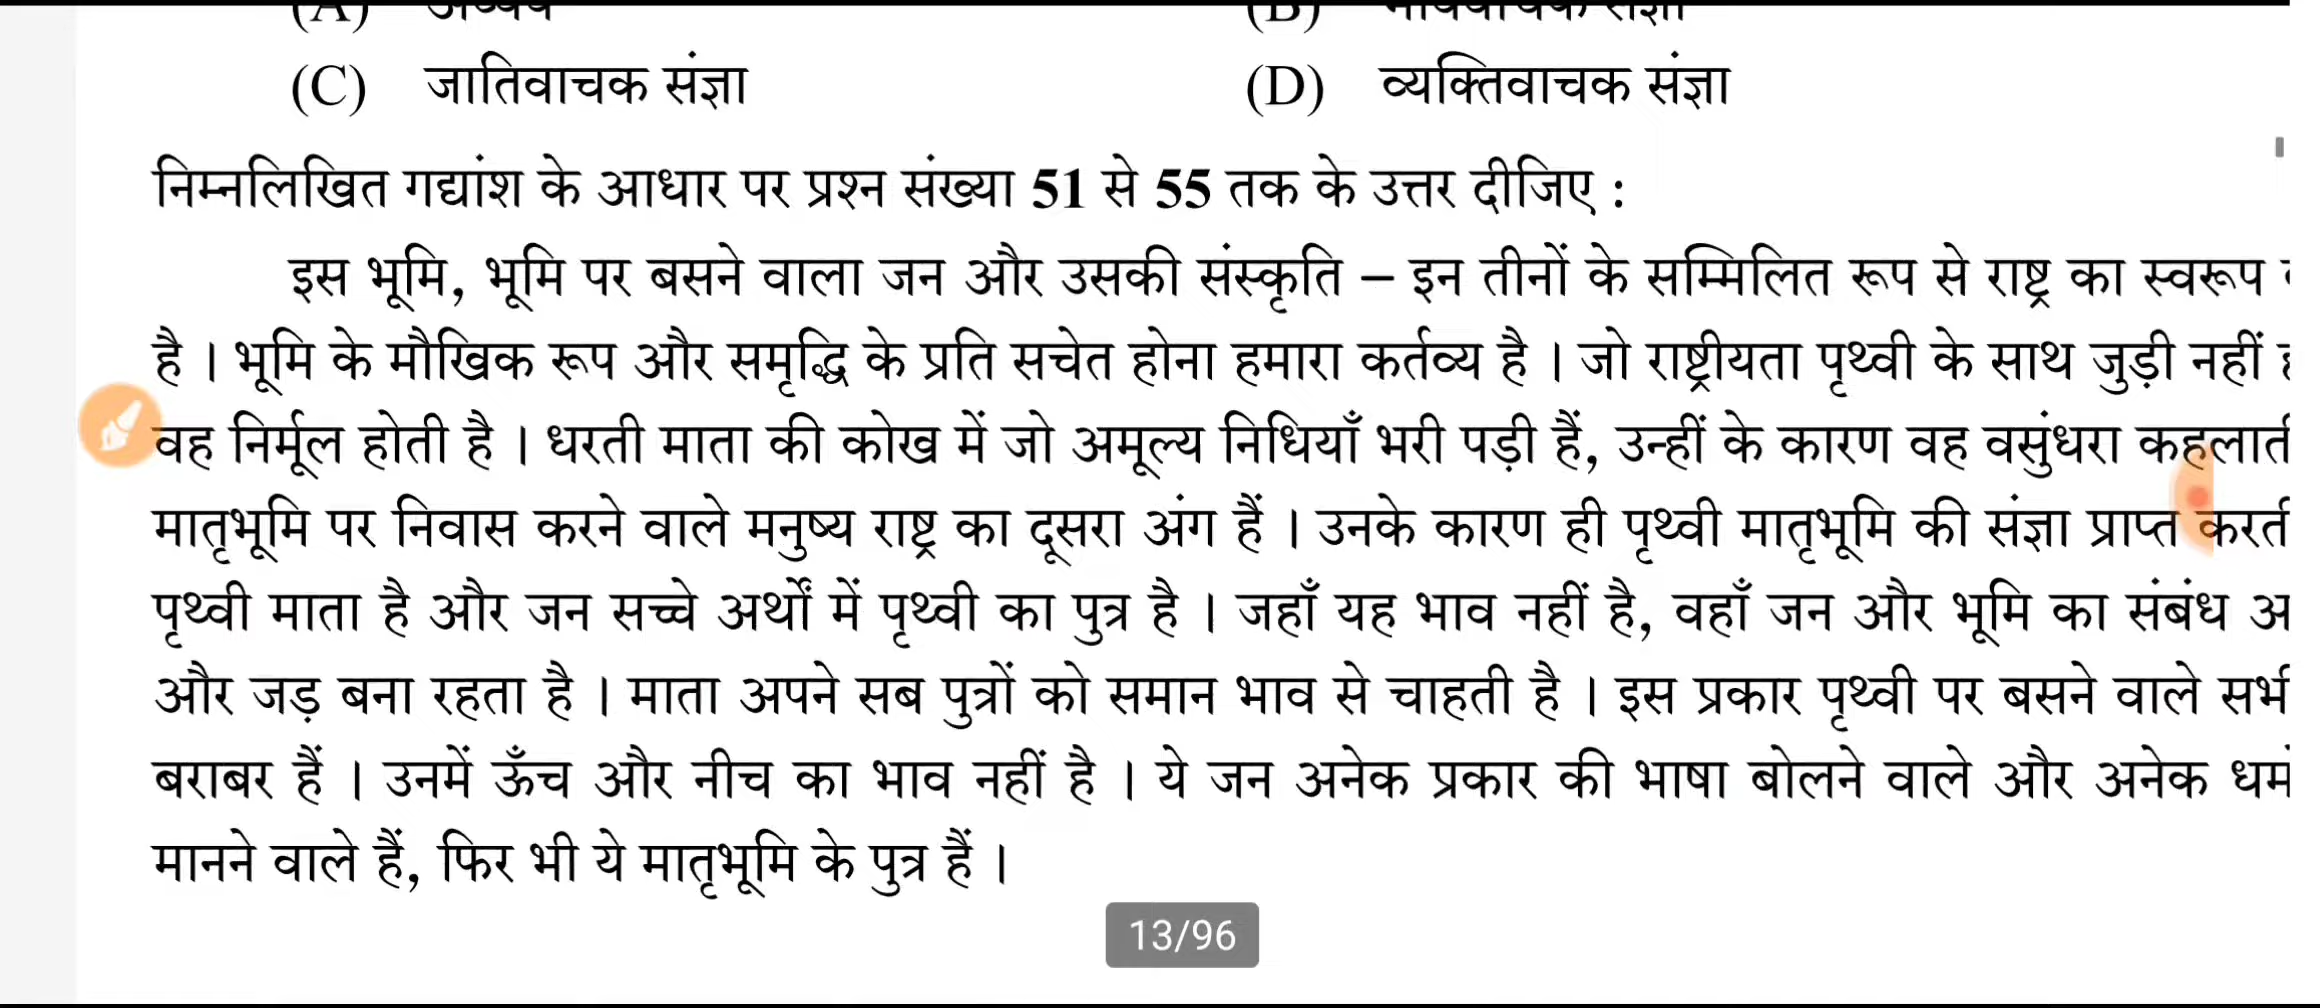 (C) जातिवाचक संज्ञा (D) व्यक्तिवाचक संज्ञा
निम्नलिखित गद्यांश के आधार पर प्रश्न संख्या 51 से 55 तक के उत्तर दीजिए :
इस भूमि, भूमि पर बसने वाला जन और उसकी संस्कृति – इन तीनों के सम्मिलित रूप से राष्ट्र का स्वरूप
है । भूमि के मौखिक रूप और समृद्धि के प्रति सचेत होना हमारा कर्तव्य है । जो राष्ट्रीयता पृथ्वी के साथ जुड़ी नहीं
वह निर्मूल होती है । धरती माता की कोख में जो अमूल्य निधियाँ भरी पड़ी हैं, उन्हीं के कारण वह वसुंधरा
मातृभूमि पर निवास करने वाले मनुष्य राष्ट्र का दूसरा अंग हैं । उनके कारण ही पृथ्वी मातृभूमि की संज्ञा प्राप्त
पृथ्वी माता है और जन सच्चे अर्थों में पृथ्वी का पुत्र है । जहाँ यह भाव नहीं है, वहाँ जन और भूमि का संबंध
और जड़ बना रहता है । माता अपने सब पुत्रों को समान भाव से चाहती है । इस प्रकार पृथ्वी पर बसने वाले
बराबर हैं । उनमें ऊँच और नीच का भाव नहीं है । ये जन अनेक प्रकार की भाषा बोलने वाले और अनेक
मानने वाले हैं, फिर भी ये मातृभूमि के पुत्र हैं ।
13/96